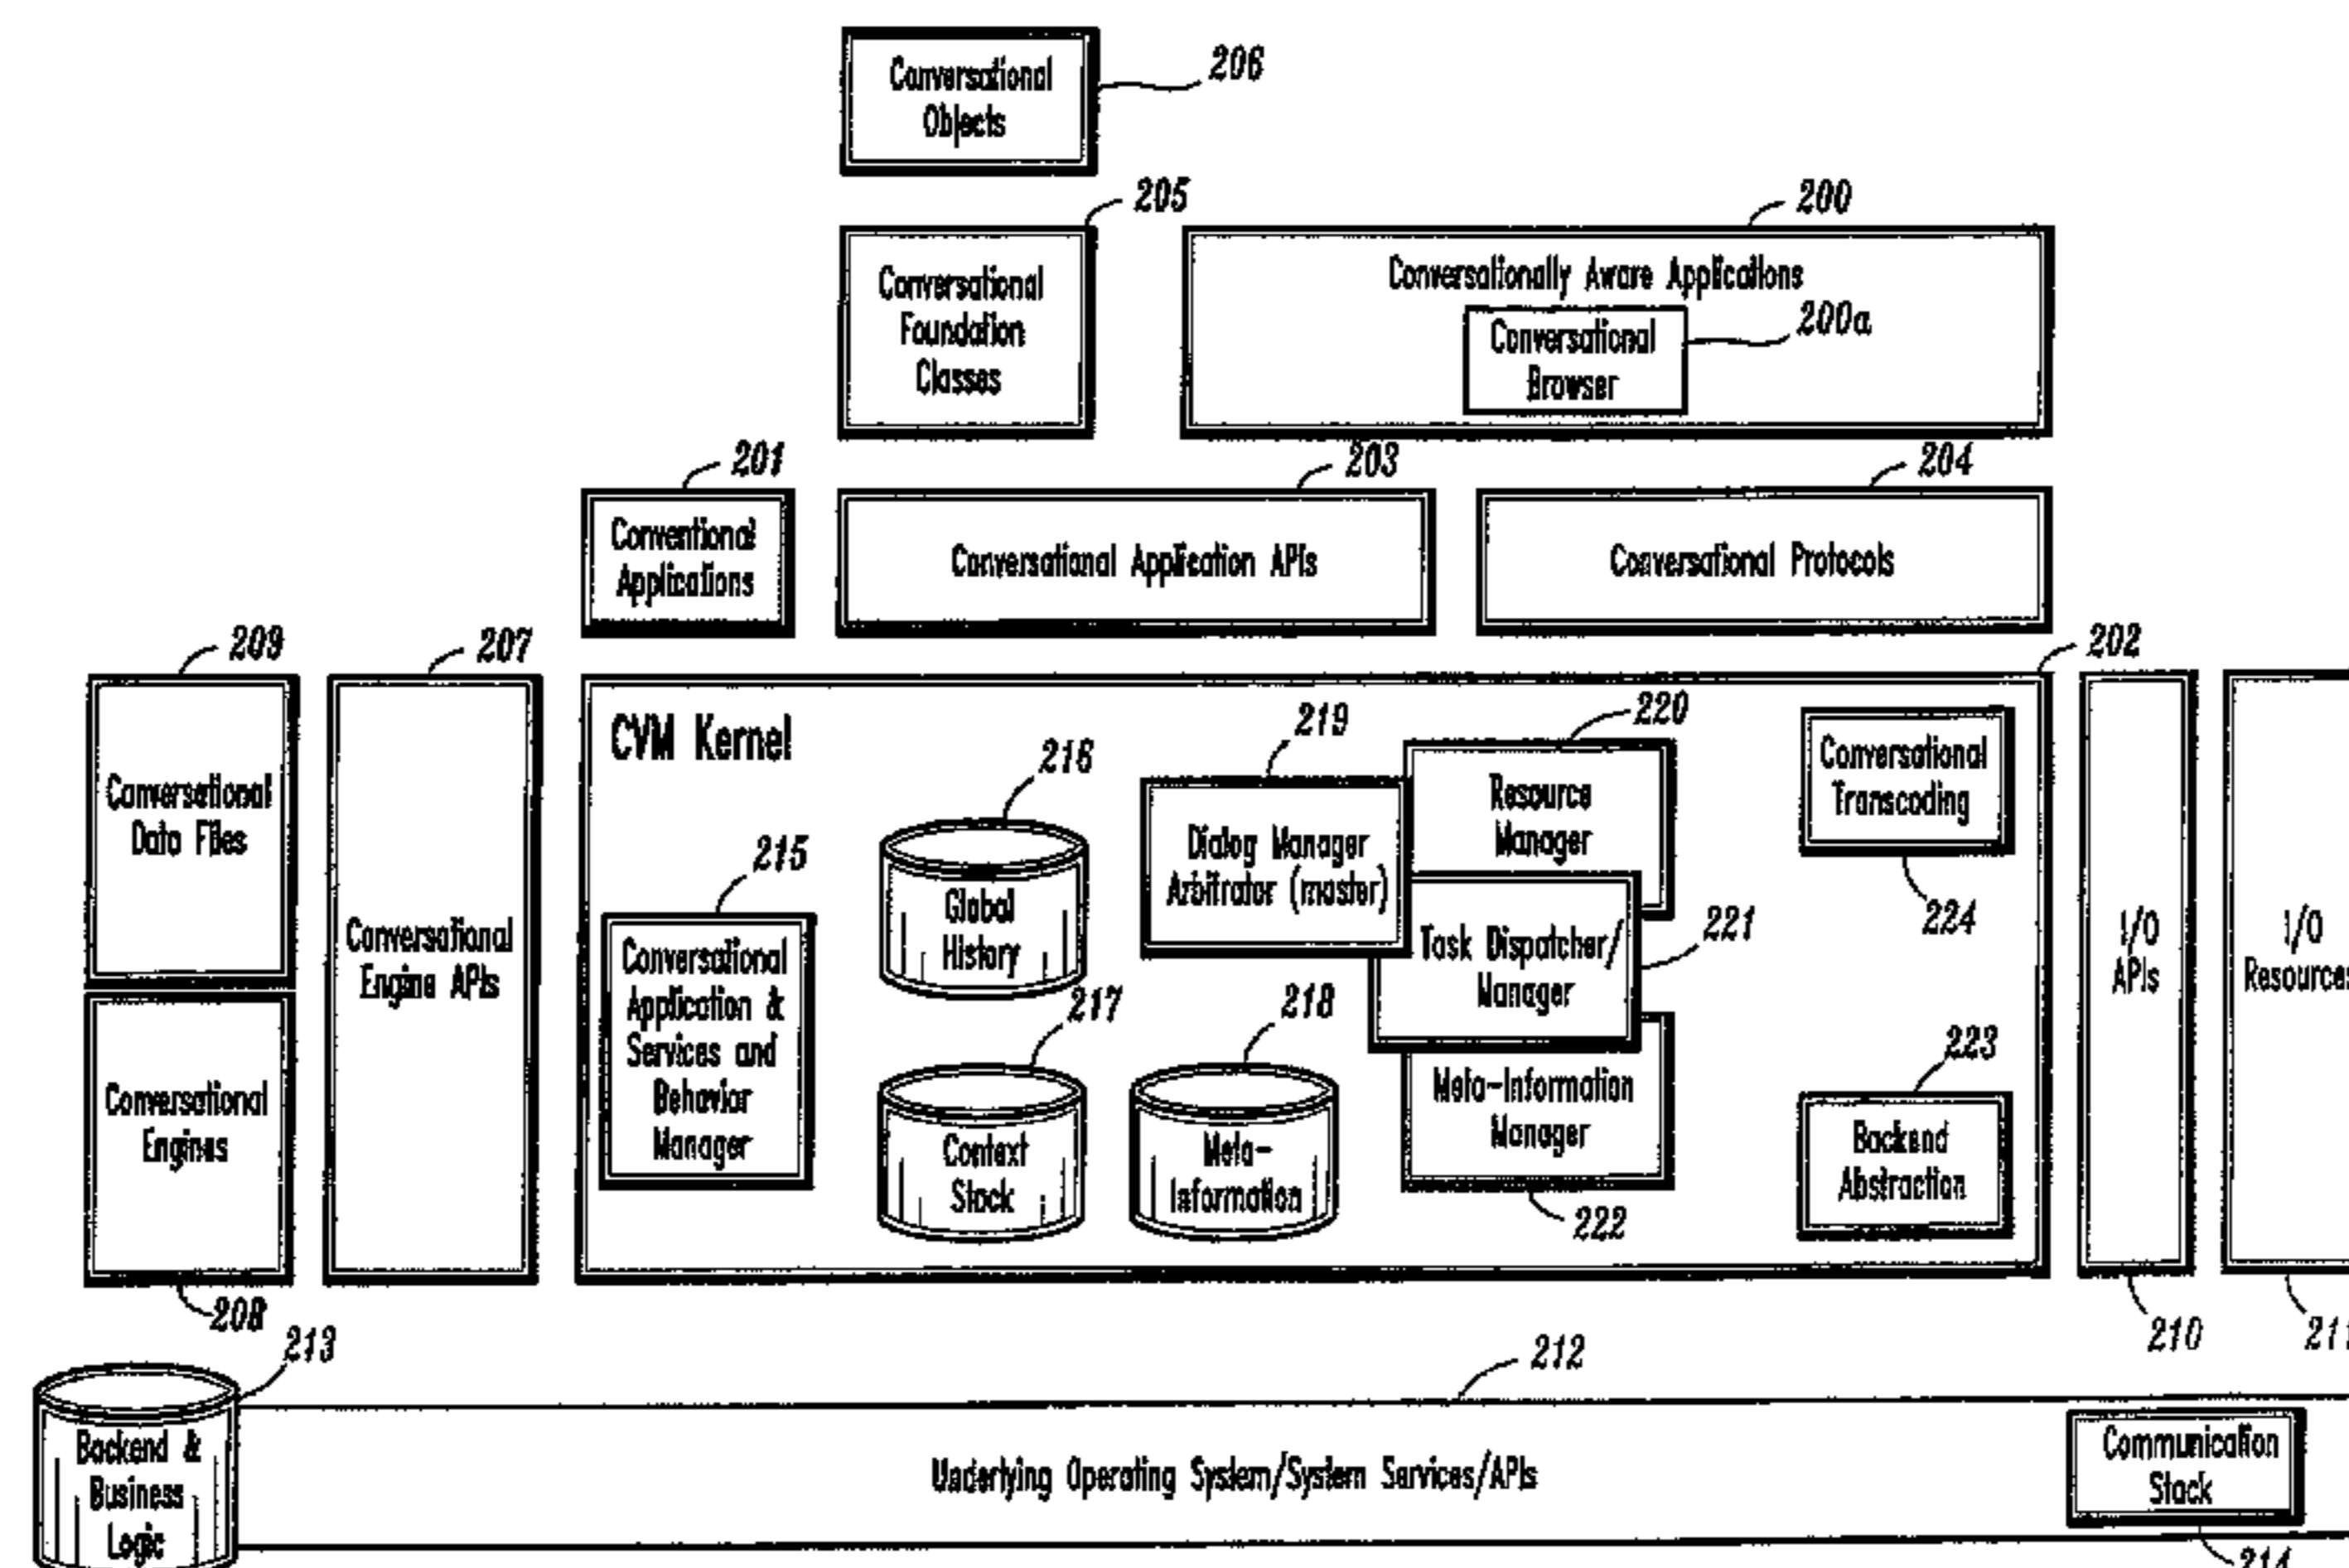 Conversational
Objects
206
205
200
Conversational
Foundation
Classes
Conversationally Aware Applications
Conversational
Browser
200a
201
203
204
Conventional
Applications
Conversational Application APIs
Conversational Protocols
209
207
202
Conversational
Data Files
Conversational
Engines
208
Conversational
Engine APIs
CVM Kernel
215
Conversational
Application &
Services and
Behavior
Manager
216
Global
History
217
Context
Stack
218
Meta-
Information
219
Dialog Manager
Arbitrator (master)
220
Resource
Manager
221
Task Dispatcher/
Manager
Meta-Information
Manager
222
Conversational
Transcoding
224
223
Backend
Abstraction
I/O
APIs
210
I/O
Resources
211
213
Backend &
Business
Logic
212
Underlying Operating System/System Services/APIs
Communication
Stack
214